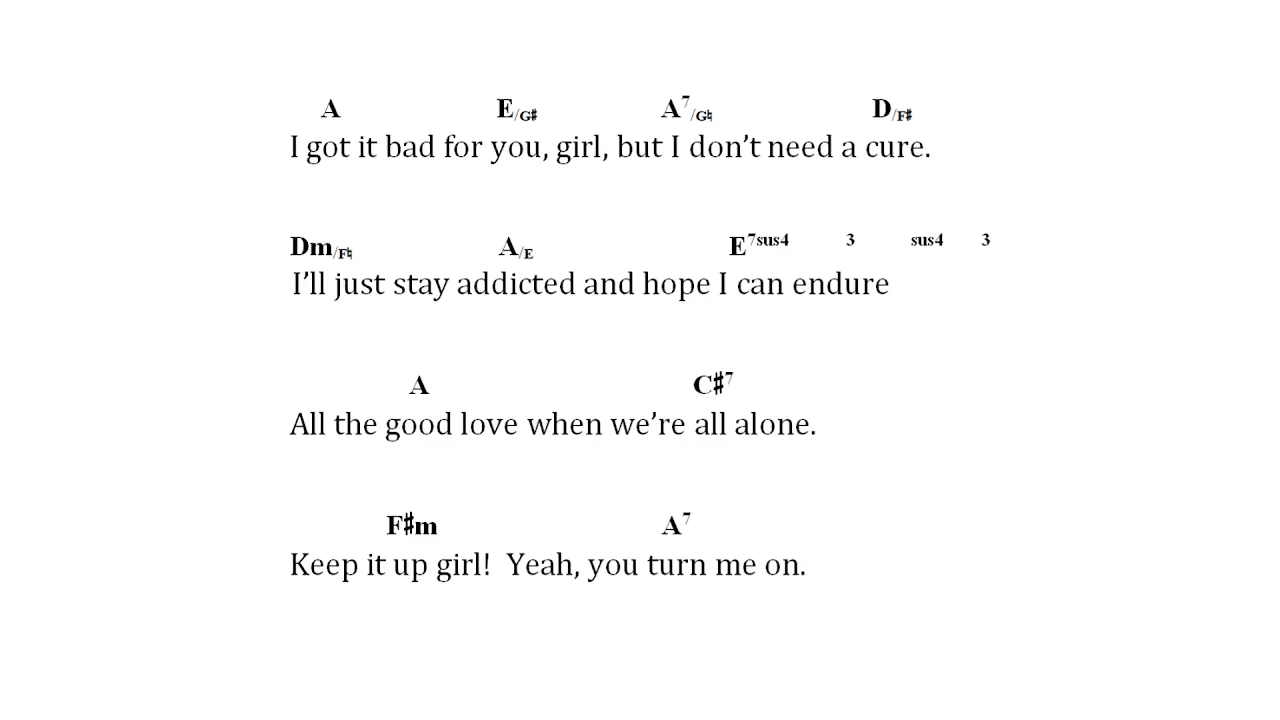 A E/G♯ A7/G♮ D/F♯
I got it bad for you, girl, but I don’t need a cure.
Dm/F♮ A/E E7sus4 3 sus4 3
I’ll just stay addicted and hope I can endure
A C♯7
All the good love when we’re all alone.
F♯m A7
Keep it up girl! Yeah, you turn me on.